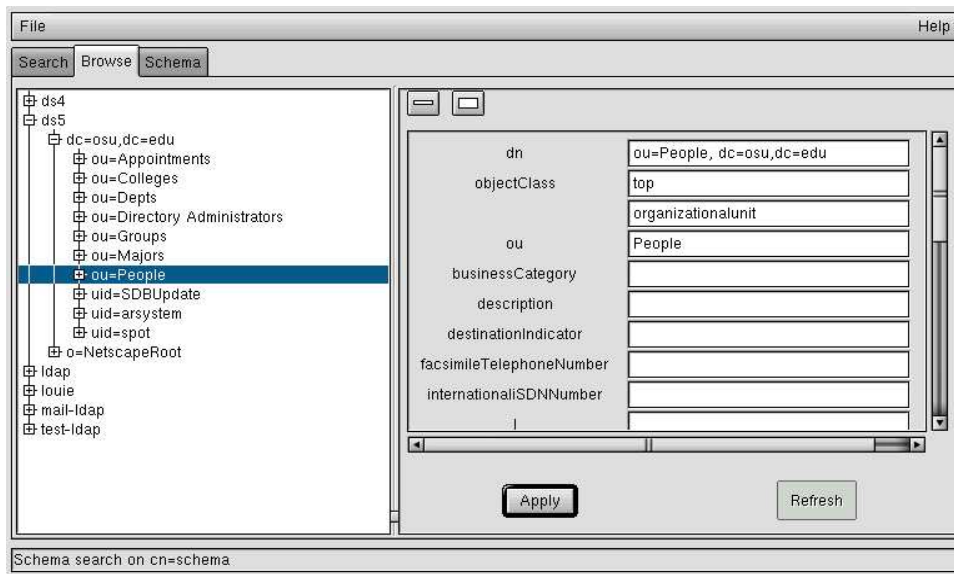 File Help
Search Browse Schema
ds4
ds5
dc=osu,dc=edu
ou=Appointments
ou=Colleges
ou=Depts
ou=Directory Administrators
ou=Groups
ou=Majors
ou=People
uid=SDBUpdate
uid=arsystem
uid=spot
o=NetscapeRoot
ldap
louie
mail-ldap
test-ldap
dn ou=People, dc=osu,dc=edu
objectClass top
organizationalunit
ou People
businessCategory
description
destinationIndicator
facsimileTelephoneNumber
internationaliSDNNumber
l
Apply Refresh
Schema search on cn=schema